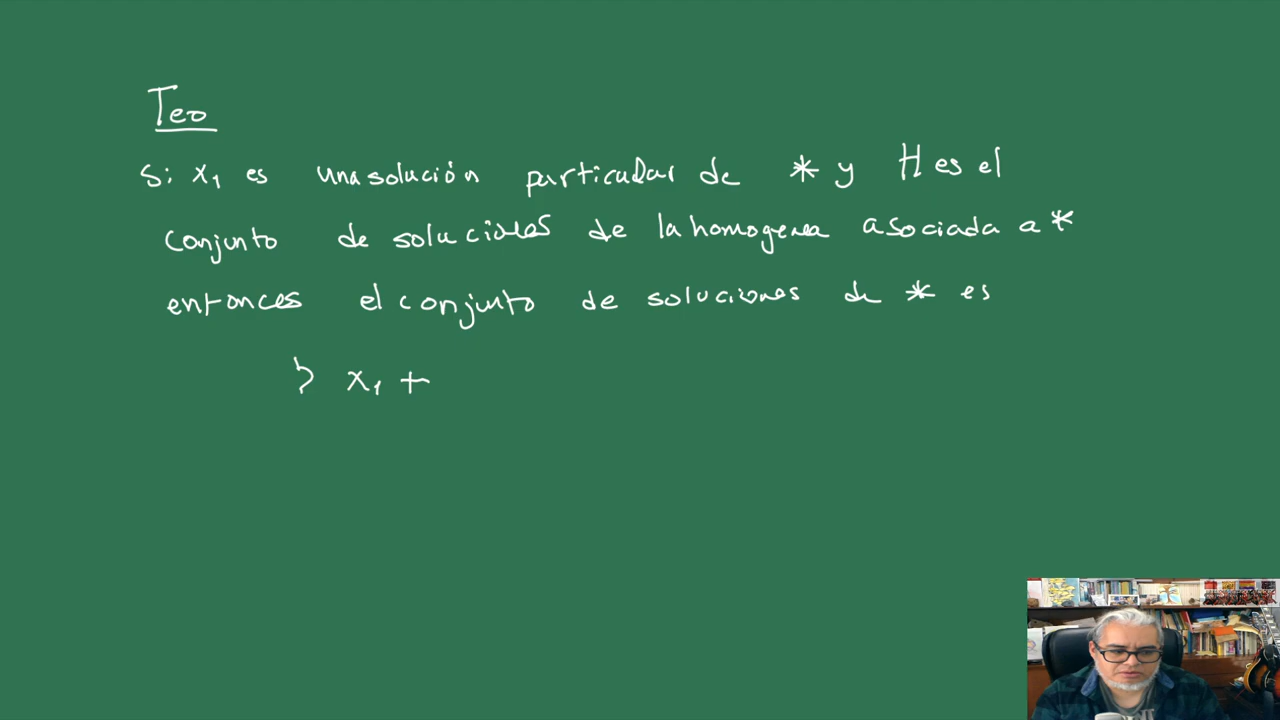 Teo
Si x₁ es una solución particular de * y H es el
conjunto de soluciones de la homogenea asociada a *
entonces el conjunto de soluciones de * es
{ x₁ +